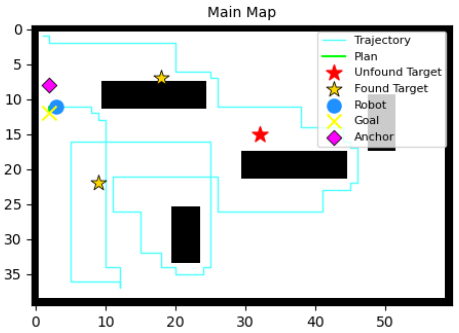 Main Map
Trajectory
Plan
Unfound Target
Found Target
Robot
Goal
Anchor
0
5
10
15
20
25
30
35
0
10
20
30
40
50